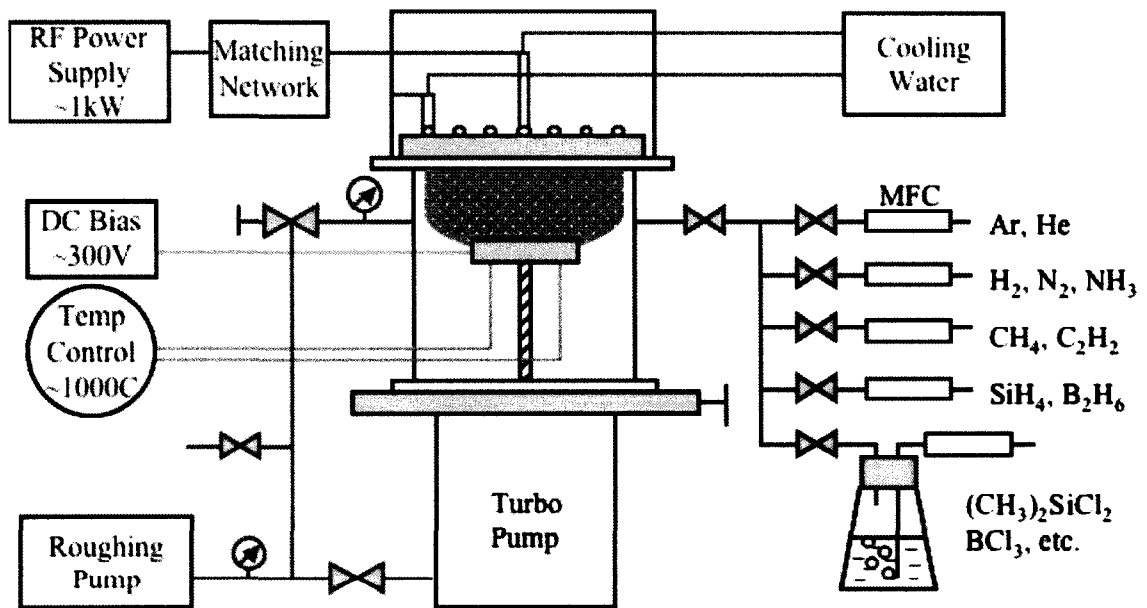 RF Power
Supply
~1kW
Matching
Network
Cooling
Water
DC Bias
~300V
Temp
Control
~1000C
MFC
Ar, He
H₂, N₂, NH₃
CH₄, C₂H₂
SiH₄, B₂H₆
(CH₃)₂SiCl₂
BCl₃, etc.
Turbo
Pump
Roughing
Pump